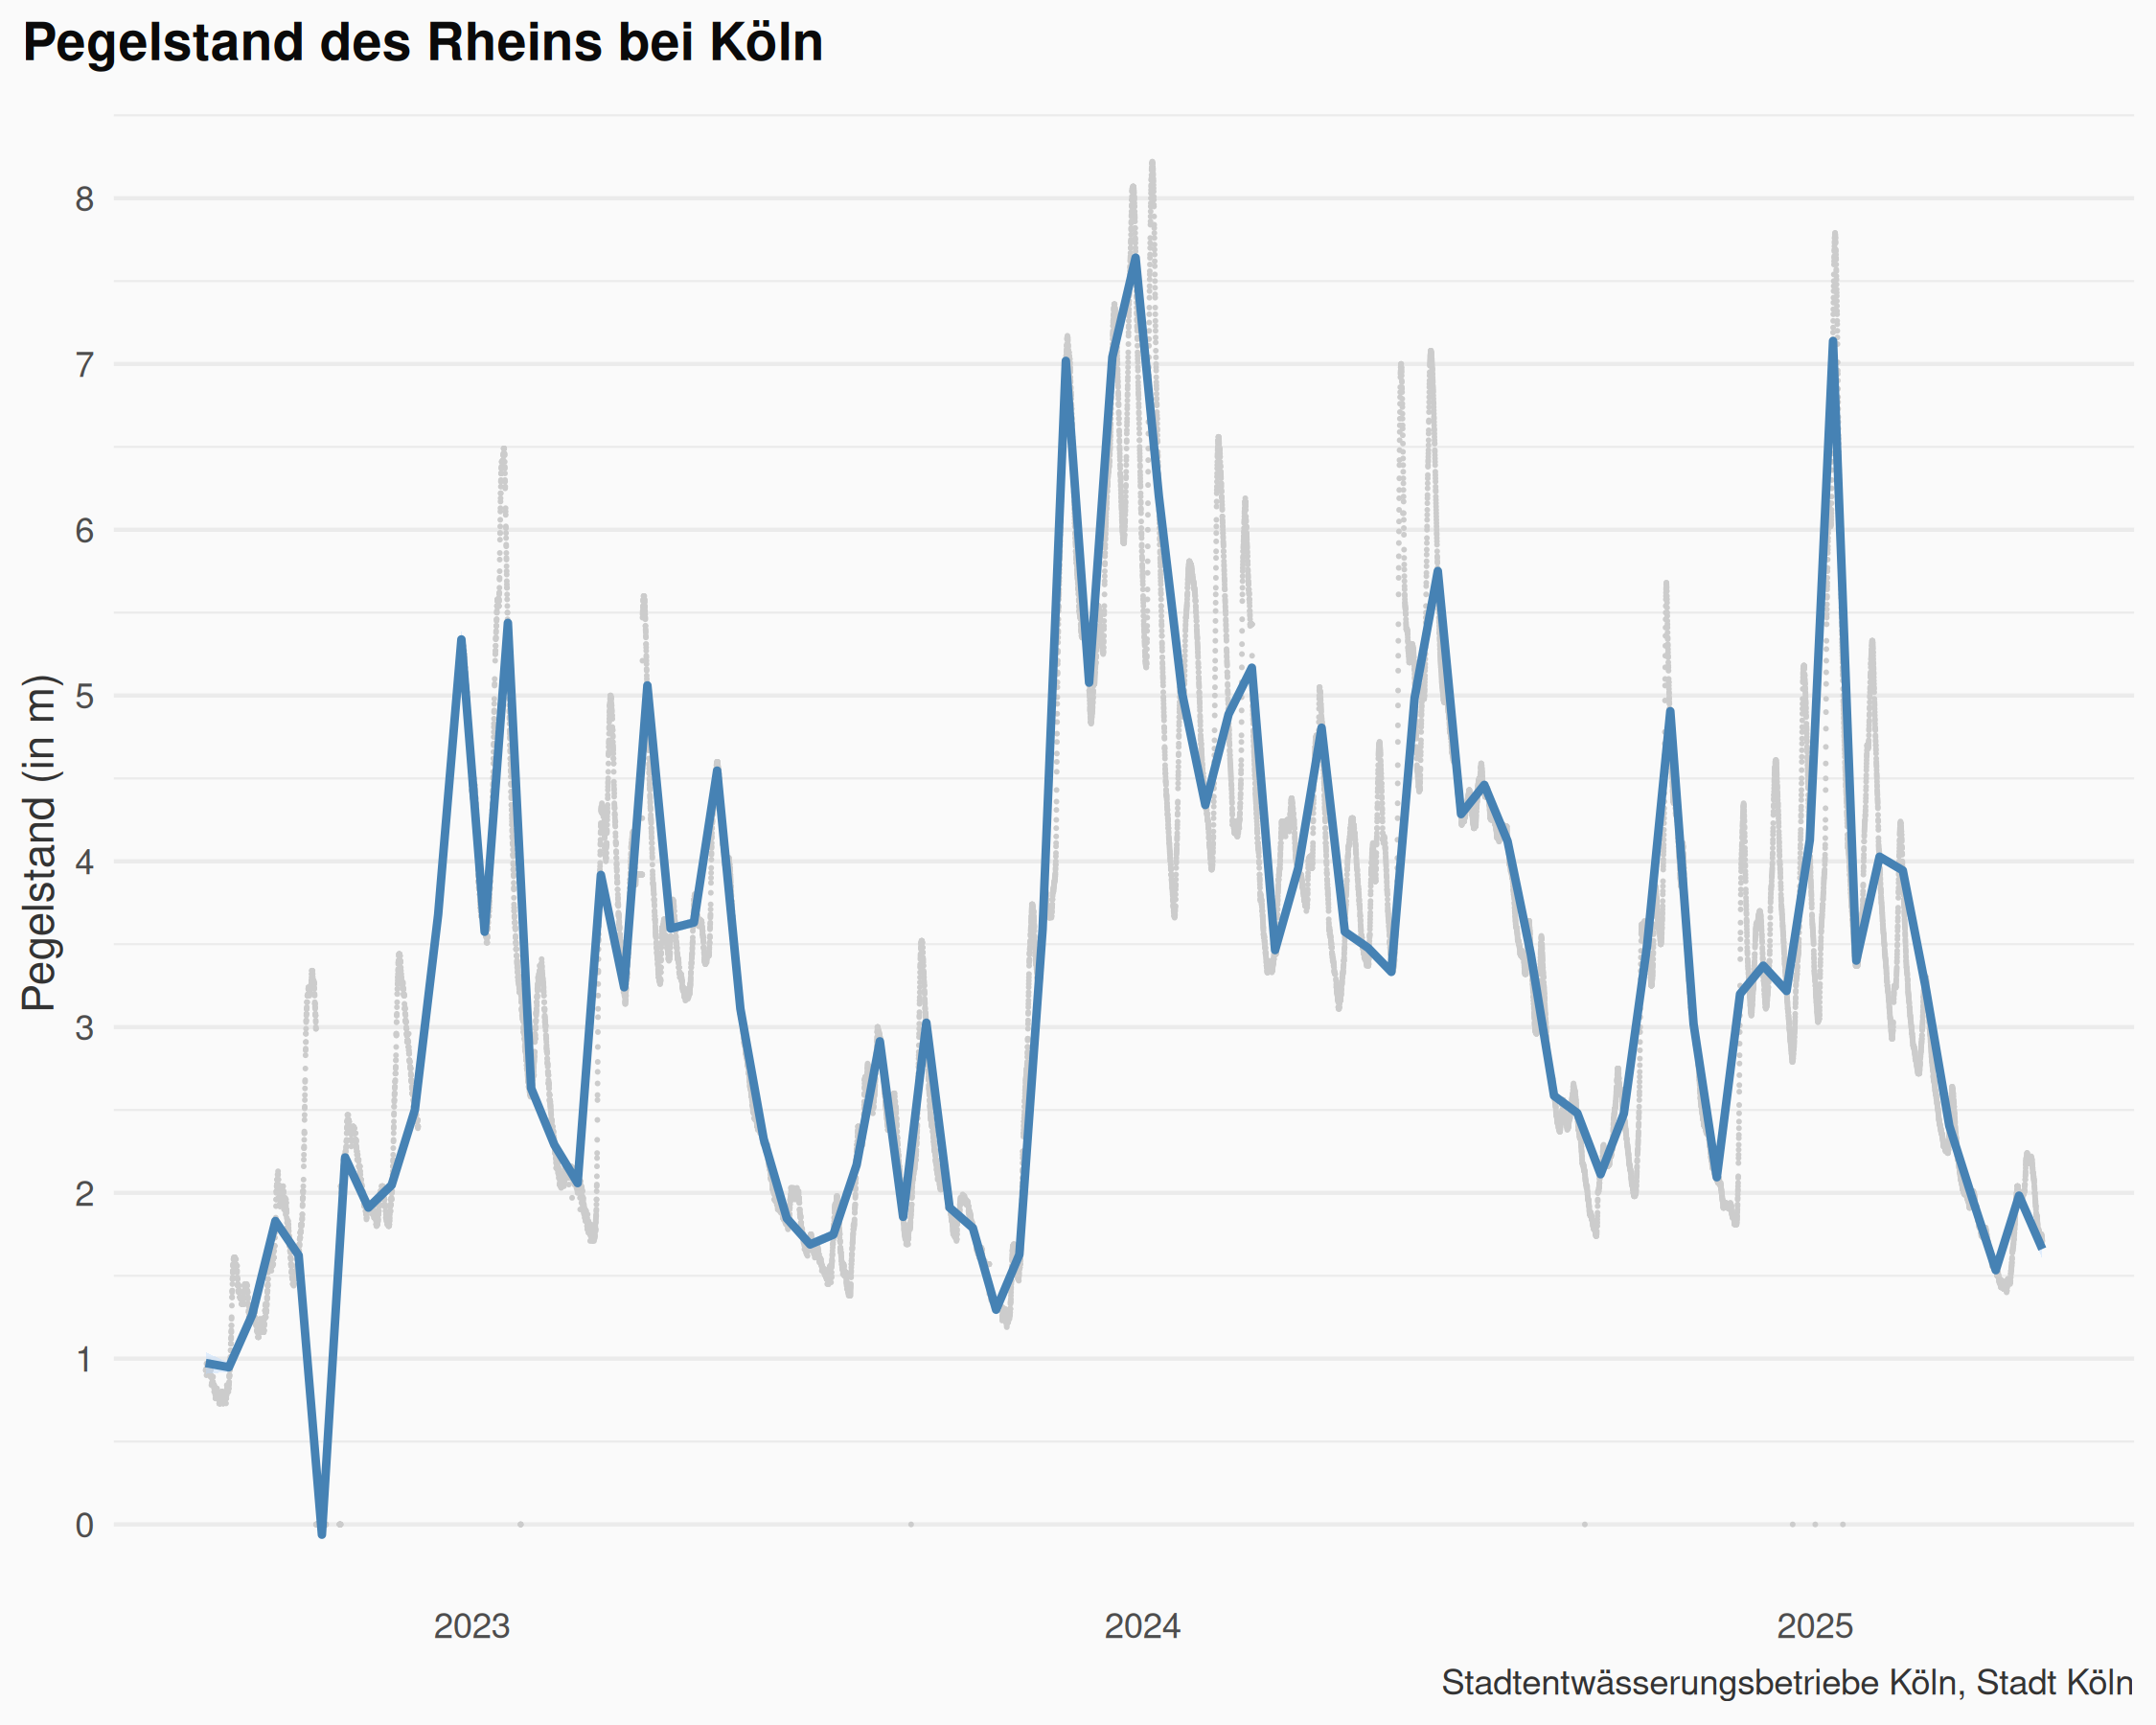 Pegelstand des Rheins bei Köln
Pegelstand (in m)
8
7
6
5
4
3
2
1
0
2023 2024 2025
Stadtentwässerungsbetriebe Köln, Stadt Köln